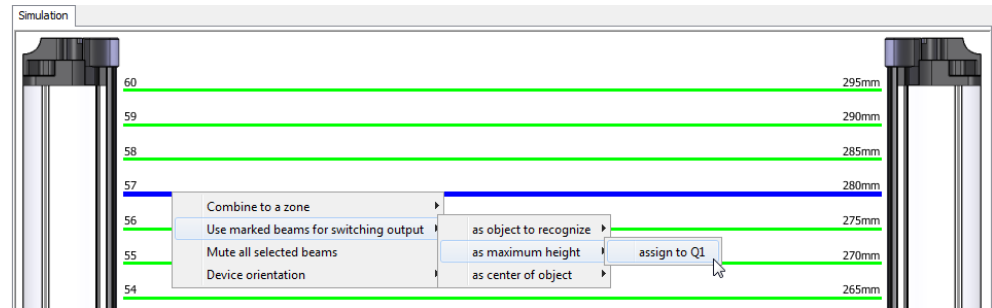 Simulation
60 295mm
59 290mm
58 285mm
57 280mm
Combine to a zone
56 275mm
Use marked beams for switching output as object to recognize
55 270mm
Mute all selected beams as maximum height assign to Q1
Device orientation as center of object
54 265mm